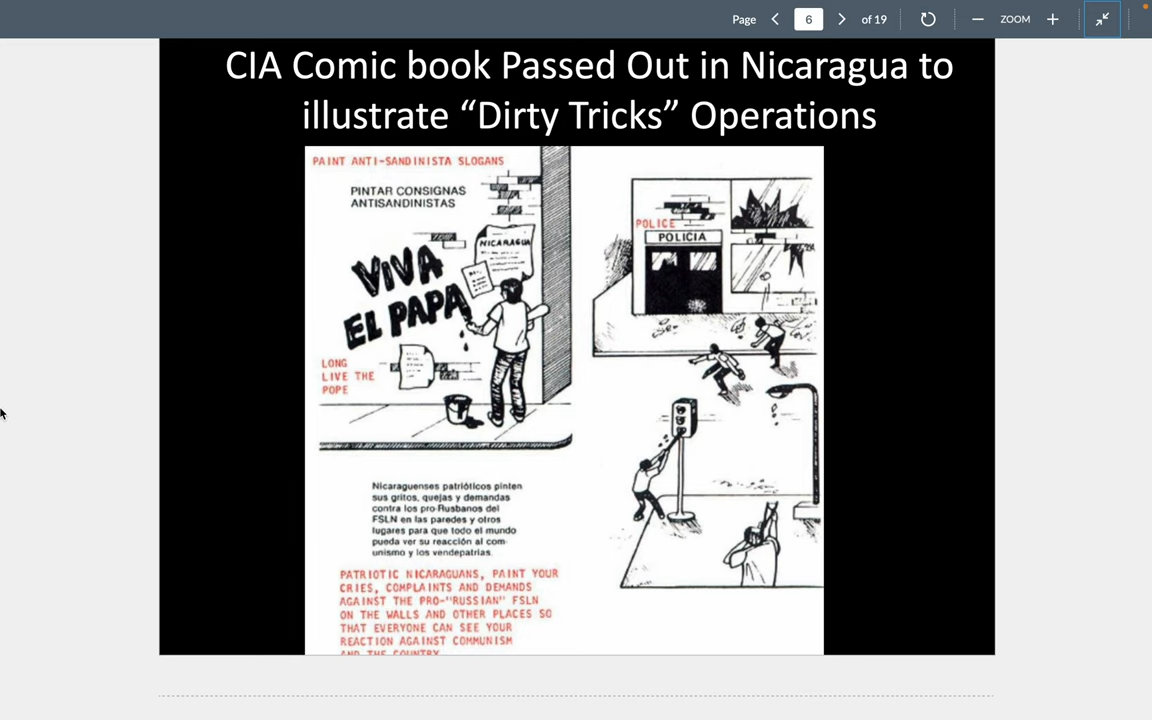 Page
6
of 19
ZOOM
CIA Comic book Passed Out in Nicaragua to
illustrate “Dirty Tricks” Operations
PAINT ANTI-SANDINISTA SLOGANS
PINTAR CONSIGNAS
ANTISANDINISTAS
NICARAGUA
VIVA
EL PAPA
LONG
LIVE THE
POPE
Nicaraguenses patrióticos pinten
sus gritos, quejas y demandas
contra los pro-Rusbanos del
FSLN en las paredes y otros
lugares para que todo el mundo
pueda ver su reacción al com-
unismo y los vendepatrias.
PATRIOTIC NICARAGUANS, PAINT YOUR
CRIES, COMPLAINTS AND DEMANDS
AGAINST THE PRO-"RUSSIAN" FSLN
ON THE WALLS AND OTHER PLACES SO
THAT EVERYONE CAN SEE YOUR
REACTION AGAINST COMMUNISM
AND THE COUNTRY
POLICE
POLICIA